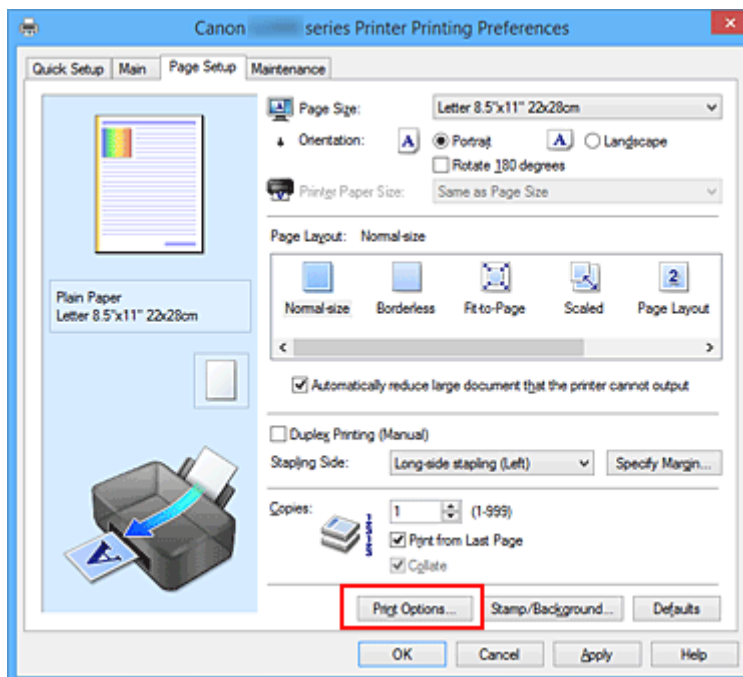 Canon series Printer Printing Preferences
Quick Setup Main Page Setup Maintenance
Page Size: Letter 8.5"x11" 22x28cm
Orientation: A Portrait A Landscape
Rotate 180 degrees
Printer Paper Size: Same as Page Size
Page Layout: Normal-size
2
Normal-size Borderless Fit-to-Page Scaled Page Layout
Plain Paper
Letter 8.5"x11" 22x28cm
Automatically reduce large document that the printer cannot output
Duplex Printing (Manual)
Stapling Side: Long-side stapling (Left) Specify Margin...
Copies: 1 (1-999)
Print from Last Page
Collate
A
Print Options... Stamp/Background... Defaults
OK Cancel Apply Help